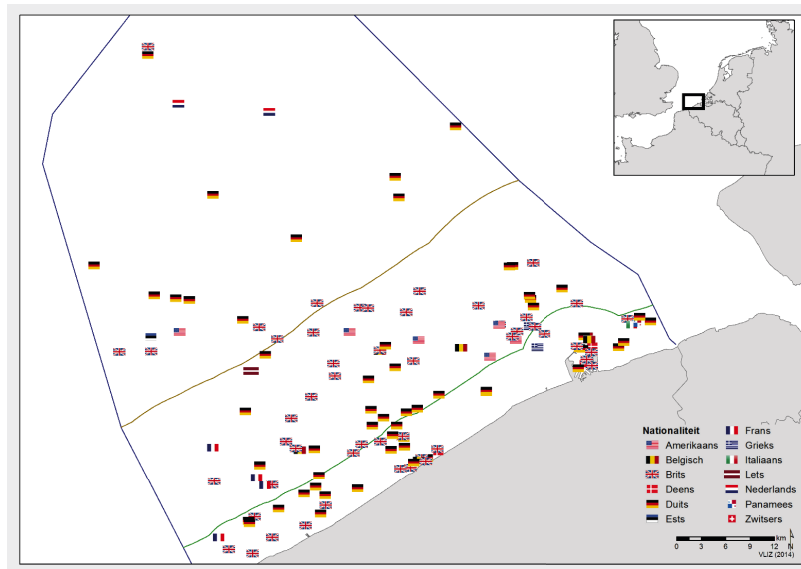 Nationaliteit
Amerikaans
Belgisch
Brits
Deens
Duits
Ests
Frans
Grieks
Italiaans
Lets
Nederlands
Panamees
Zwitsers
km
0 3 6 9 12
N
VLIZ (2014)